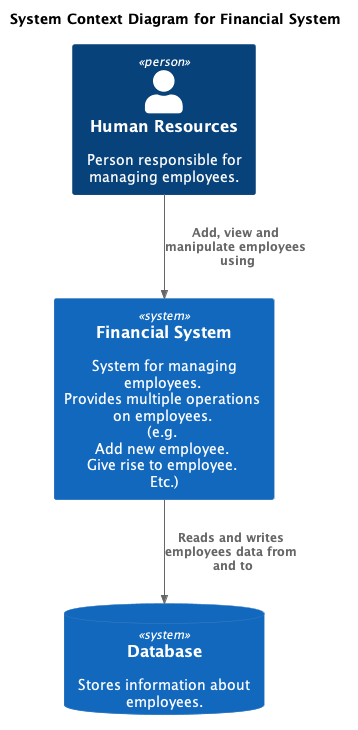 System Context Diagram for Financial System
«person»
Human Resources
Person responsible for
managing employees.
Add, view and
manipulate employees
using
«system»
Financial System
System for managing
employees.
Provides multiple operations
on employees.
(e.g.
Add new employee.
Give rise to employee.
Etc.)
Reads and writes
employees data from
and to
«system»
Database
Stores information about
employees.